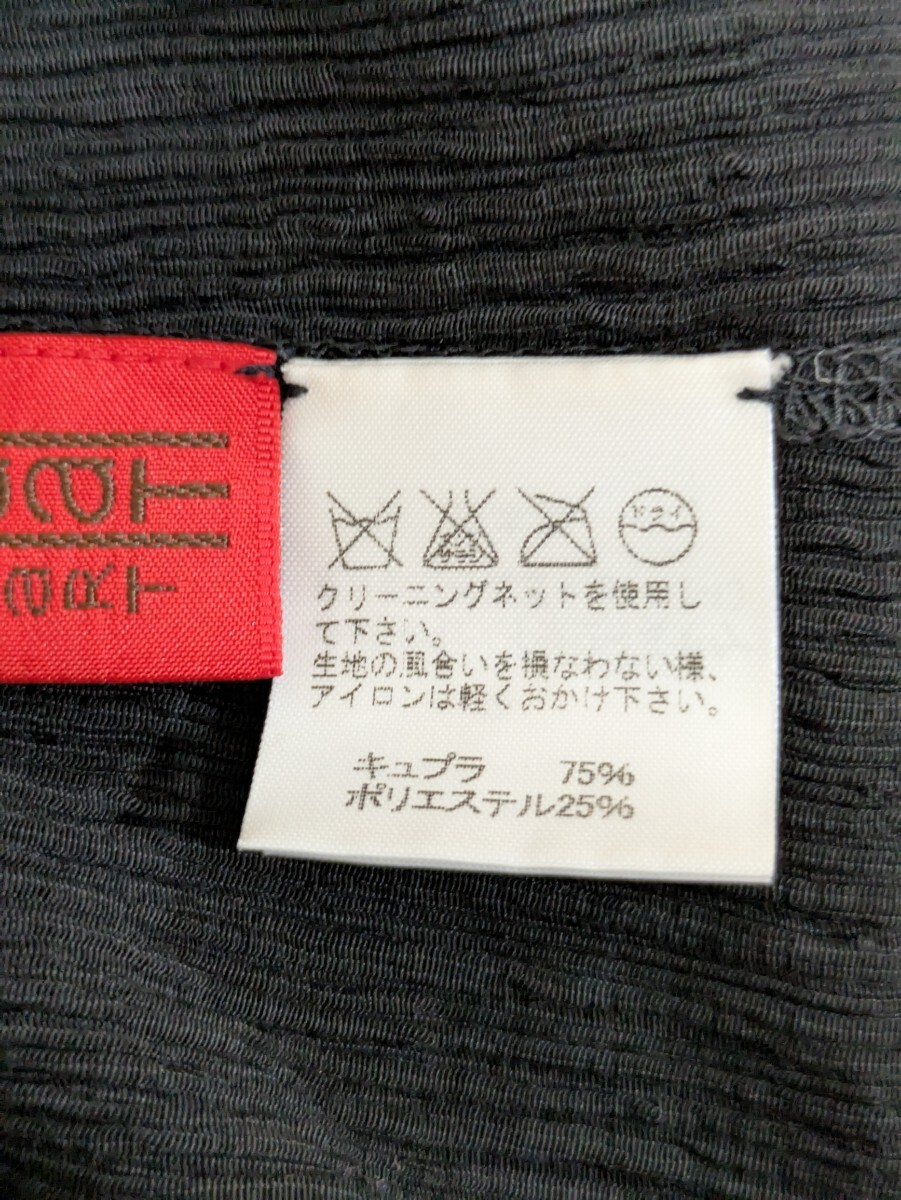 aT
aRT
ドライ
クリーニングネットを使用し
て下さい。
生地の風合いを損なわない様、
アイロンは軽くおかけ下さい。
キュプラ 75%
ポリエステル25%